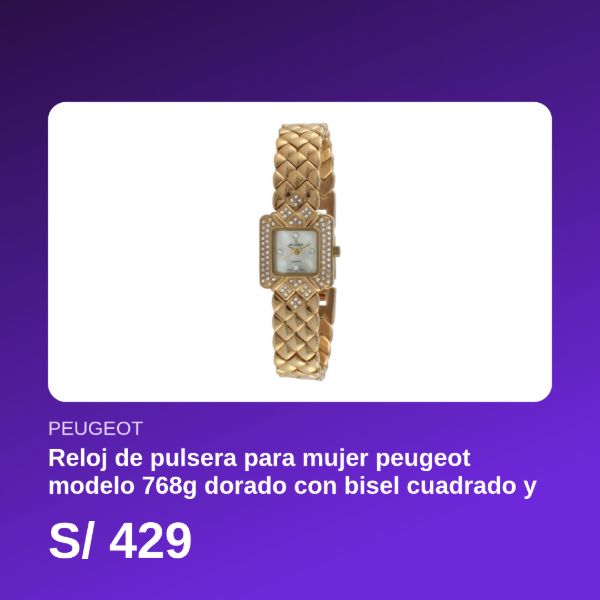 PEUGEOT
Reloj de pulsera para mujer peugeot
modelo 768g dorado con bisel cuadrado y
S/ 429